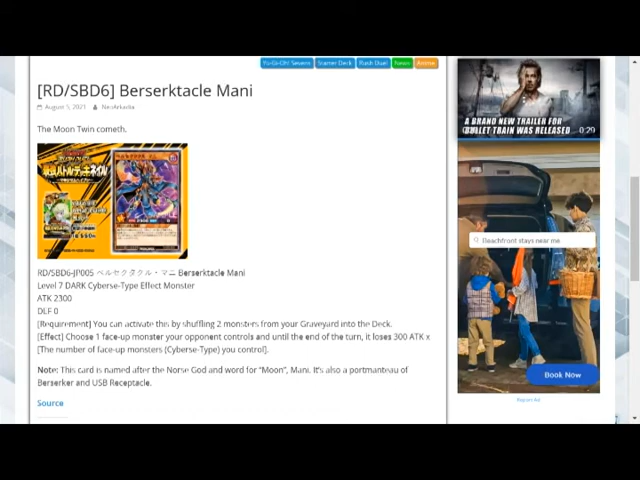 Yu-Gi-Oh! Sevens Starter Deck Rush Duel News Anime
[RD/SBD6] Berserktacle Mani
August 5, 2021 NeoArkadia
The Moon Twin cometh.
RD/SBD6-JP005 ベルセクタクル・マニ Berserktacle Mani
Level 7 DARK Cyberse-Type Effect Monster
ATK 2300
DEF 0
[Requirement] You can activate this by shuffling 2 monsters from your Graveyard into the Deck.
[Effect] Choose 1 face-up monster your opponent controls and until the end of the turn, it loses 300 ATK x
[The number of face-up monsters (Cyberse-Type) you control].
Note: This card is named after the Norse God and word for “Moon”, Mani. It’s also a portmanteau of
Berserker and USB Receptacle.
Source
A BRAND NEW TRAILER FOR
BULLET TRAIN WAS RELEASED
0:29
Beachfront stays near me
Book Now
Report Ad